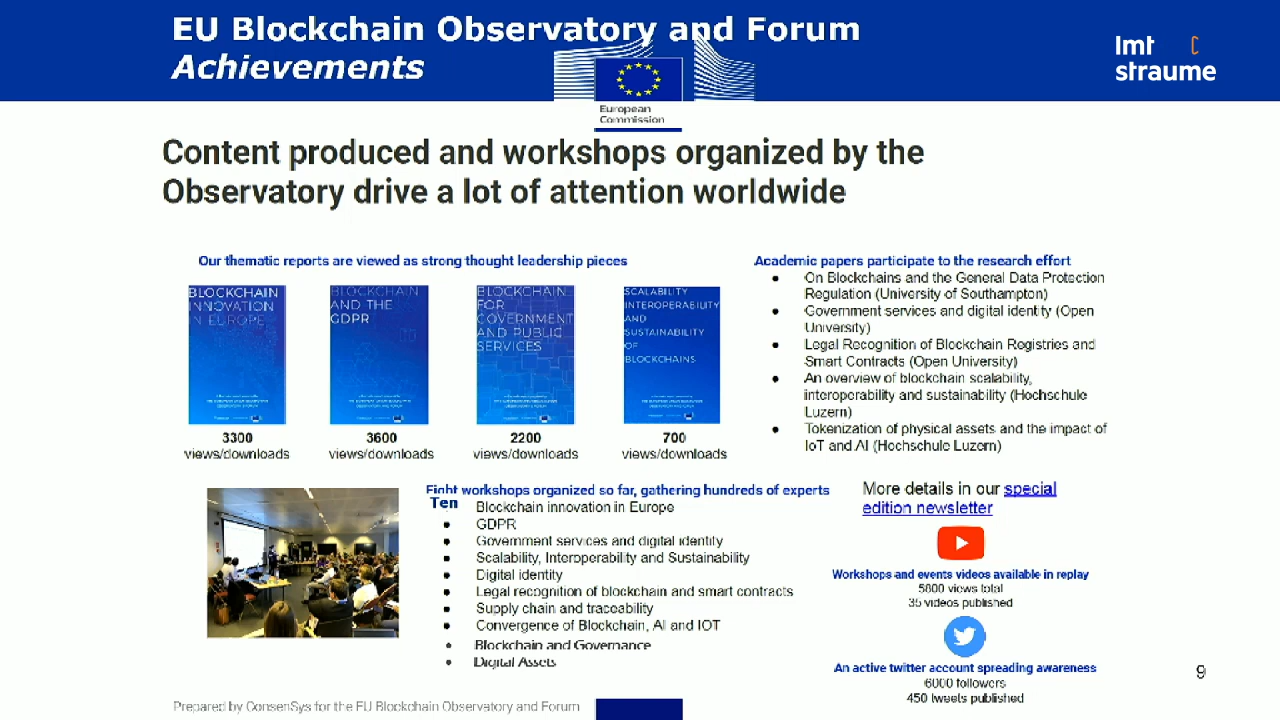 EU Blockchain Observatory and Forum
Achievements
lmt
straume
European
Commission
Content produced and workshops organized by the
Observatory drive a lot of attention worldwide
Our thematic reports are viewed as strong thought leadership pieces
BLOCKCHAIN
INNOVATION
IN EUROPE
3300
views/downloads
BLOCKCHAIN
AND THE
GDPR
3600
views/downloads
BLOCKCHAIN
FOR
GOVERNMENT
AND PUBLIC
SERVICES
2200
views/downloads
SCALABILITY
INTEROPERABILITY
AND
SUSTAINABILITY
OF
BLOCKCHAINS
700
views/downloads
Academic papers participate to the research effort
On Blockchains and the General Data Protection
Regulation (University of Southampton)
Government services and digital identity (Open
University)
Legal Recognition of Blockchain Registries and
Smart Contracts (Open University)
An overview of blockchain scalability,
interoperability and sustainability (Hochschule
Luzern)
Tokenization of physical assets and the impact of
IoT and AI (Hochschule Luzern)
Eight workshops organized so far, gathering hundreds of experts
Ten
Blockchain innovation in Europe
GDPR
Government services and digital identity
Scalability, Interoperability and Sustainability
Digital identity
Legal recognition of blockchain and smart contracts
Supply chain and traceability
Convergence of Blockchain, AI and IOT
Blockchain and Governance
Digital Assets
More details in our special
edition newsletter
Workshops and events videos available in replay
5800 views total
35 videos published
An active twitter account spreading awareness
6000 followers
450 tweets published
9
Prepared by ConsenSys for the EU Blockchain Observatory and Forum